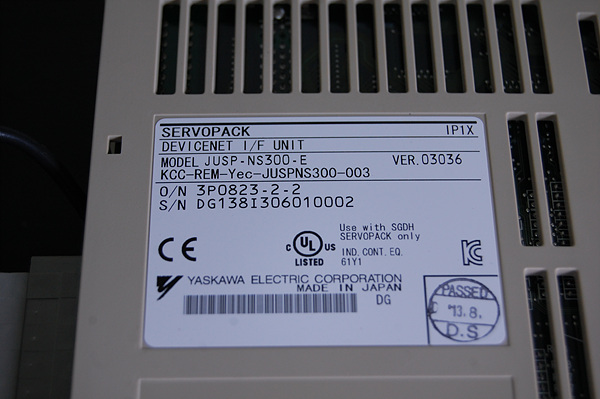 SERVOPACK IP1X
DEVICENET I/F UNIT
MODEL JUSP-NS300-E VER.03036
KCC-REM-Yec-JUSPNS300-003
O/N 3P0823-2-2
S/N DG138I306010002
CE
C UL US
LISTED
Use with SGDH
SERVOPACK only
IND.CONT.EQ.
61Y1
YASKAWA ELECTRIC CORPORATION
MADE IN JAPAN
DG
PASSED
'13.8.
D.S